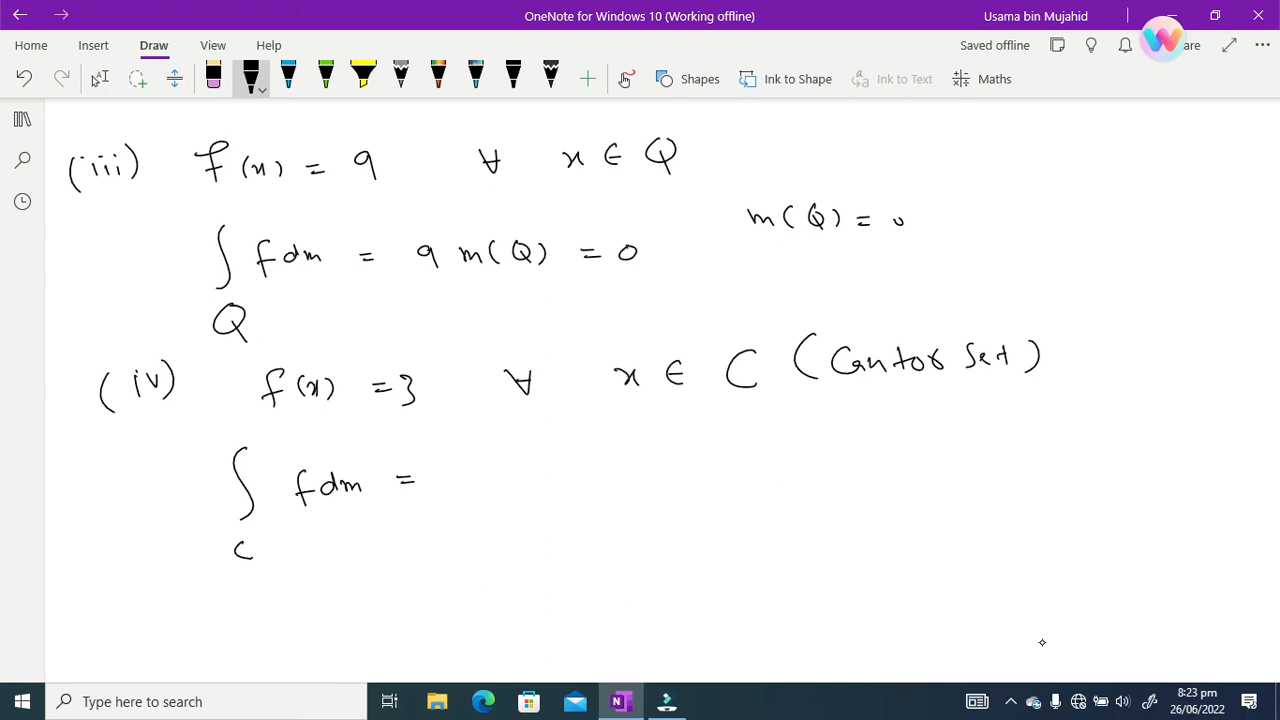 OneNote for Windows 10 (Working offline)
Usama bin Mujahid
Home Insert Draw View Help
Saved offline
Shapes Ink to Shape Ink to Text Maths
(iii) f(x) = 9 ∀ x ∈ Q
m(Q) = 0
∫ f dm = 9 m(Q) = 0
Q
(iv) f(x) = 3 ∀ x ∈ C (Cantor Set)
∫ f dm =
C
Type here to search
8:23 pm
26/06/2022